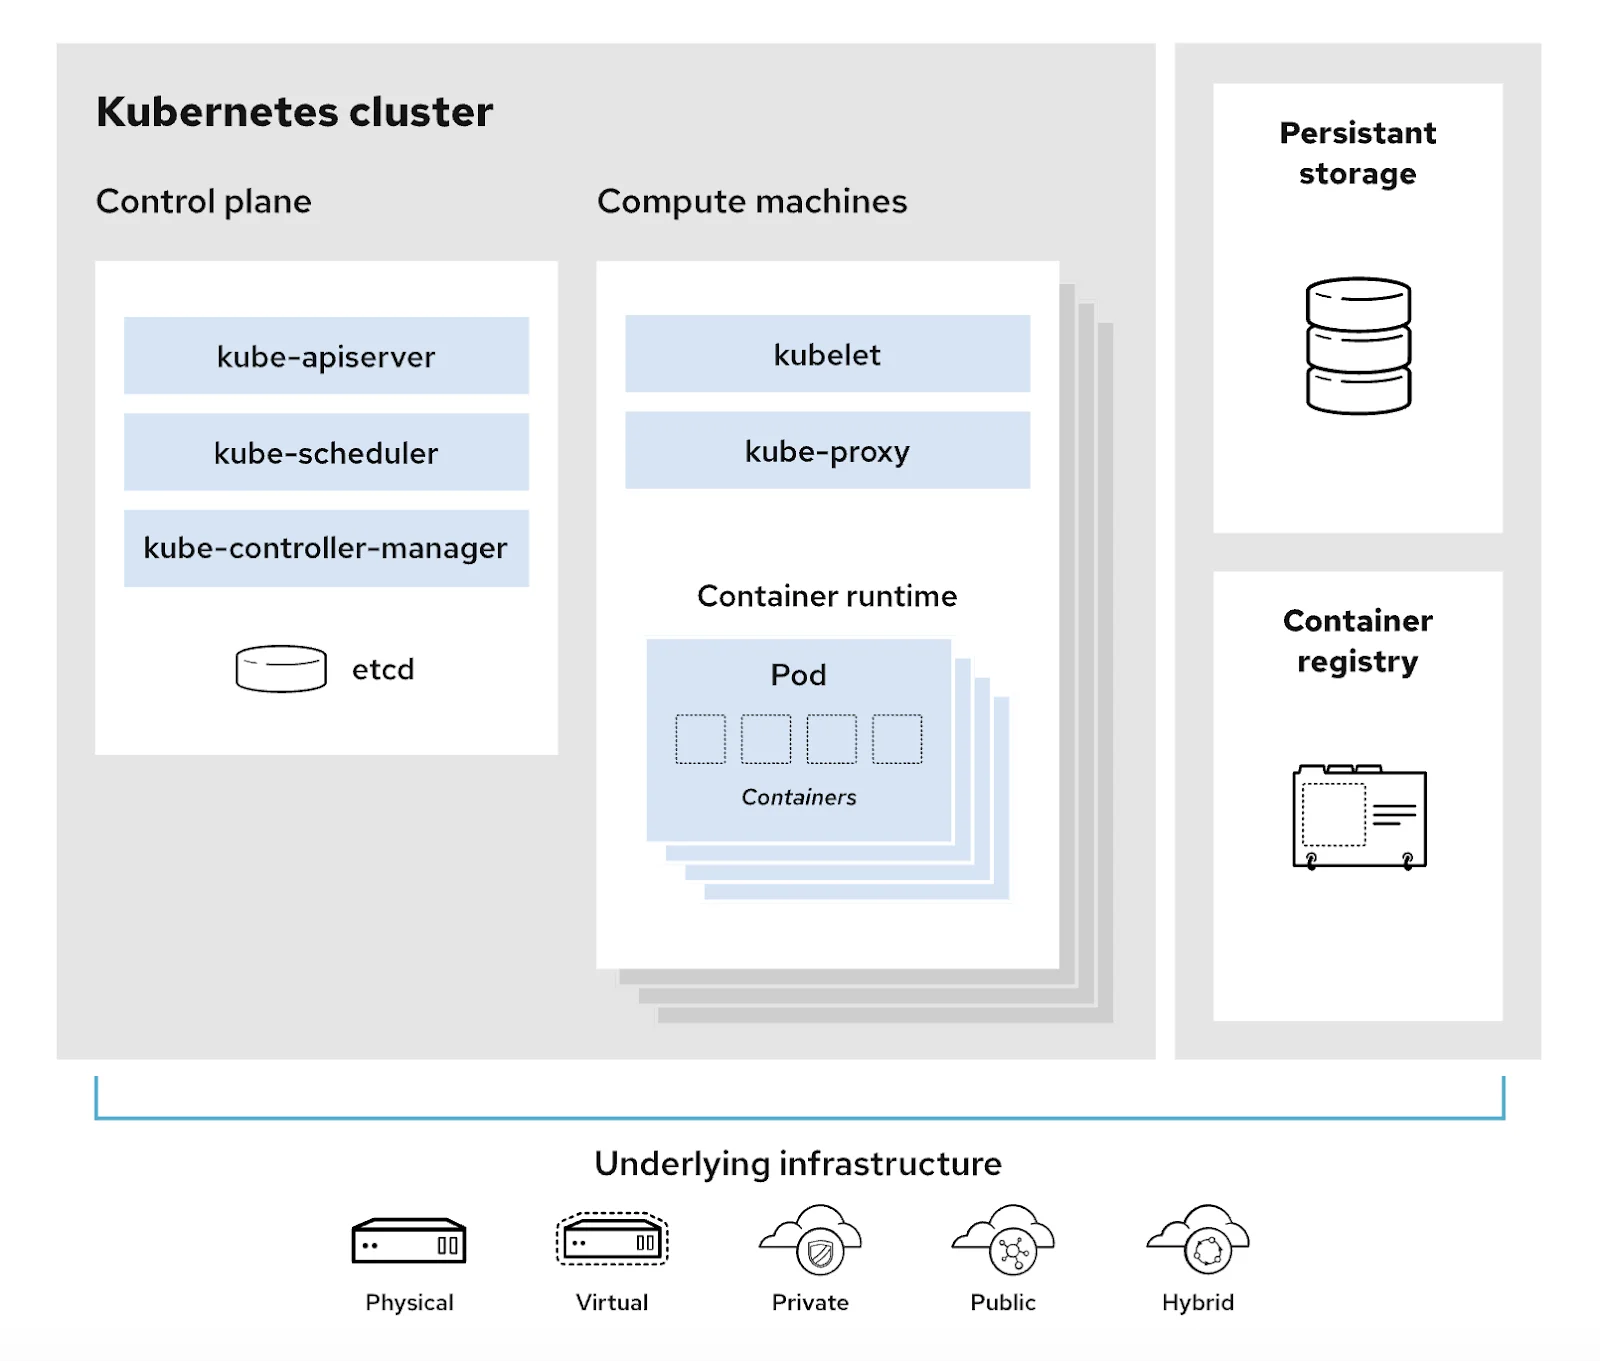 Kubernetes cluster
Control plane
kube-apiserver
kube-scheduler
kube-controller-manager
etcd
Compute machines
kubelet
kube-proxy
Container runtime
Pod
Containers
Persistant
storage
Container
registry
Underlying infrastructure
Physical
Virtual
Private
Public
Hybrid